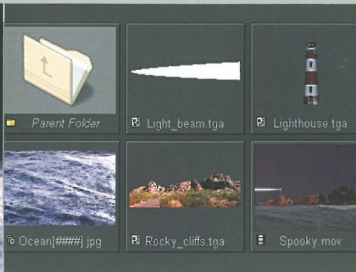 .. Parent Folder
Light_beam.tga
Lighthouse.tga
Ocean[####].jpg
Rocky_cliffs.tga
Spooky.mov